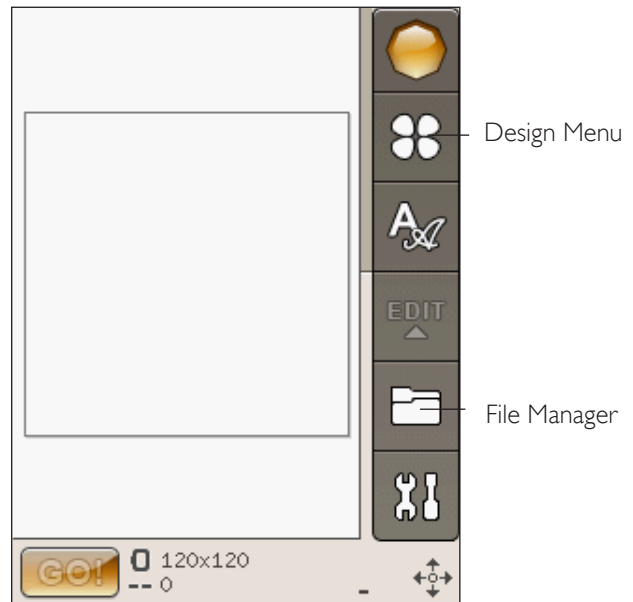 Design Menu
A A
EDIT
File Manager
GO!
120x120
-- 0
-